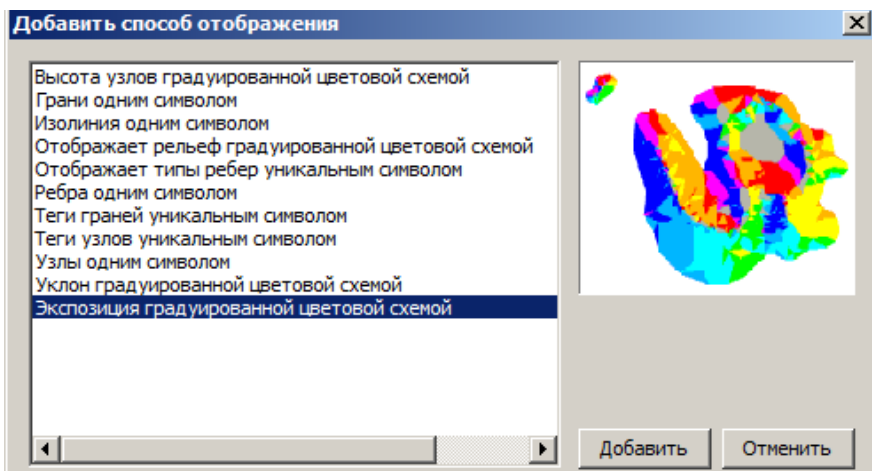 Добавить способ отображения
Высота узлов градуированной цветовой схемой
Грани одним символом
Изолиния одним символом
Отображает рельеф градуированной цветовой схемой
Отображает типы ребер уникальным символом
Ребра одним символом
Теги граней уникальным символом
Теги узлов уникальным символом
Узлы одним символом
Уклон градуированной цветовой схемой
Экспозиция градуированной цветовой схемой
Добавить
Отменить